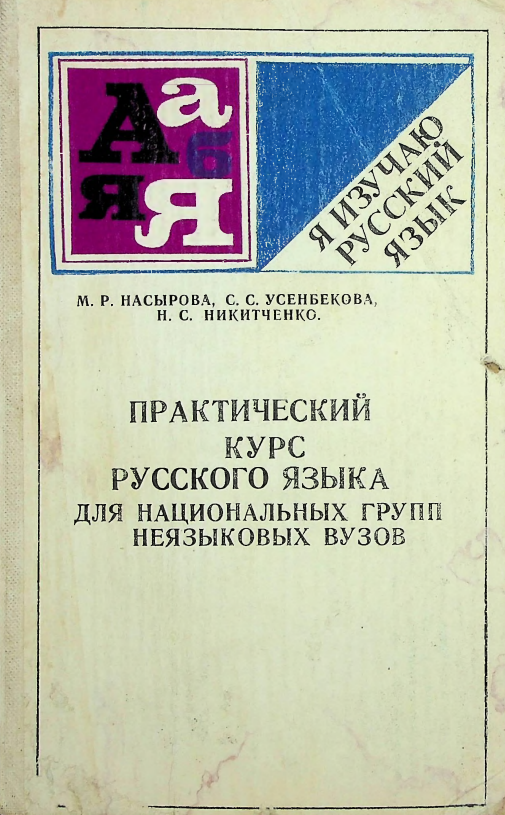 А а
б
я Я
Я ИЗУЧАЮ
РУССКИЙ
ЯЗЫК
М. Р. НАСЫРОВА, С. С. УСЕНБЕКОВА,
Н. С. НИКИТЧЕНКО.
ПРАКТИЧЕСКИЙ
КУРС
РУССКОГО ЯЗЫКА
ДЛЯ НАЦИОНАЛЬНЫХ ГРУПП
НЕЯЗЫКОВЫХ ВУЗОВ